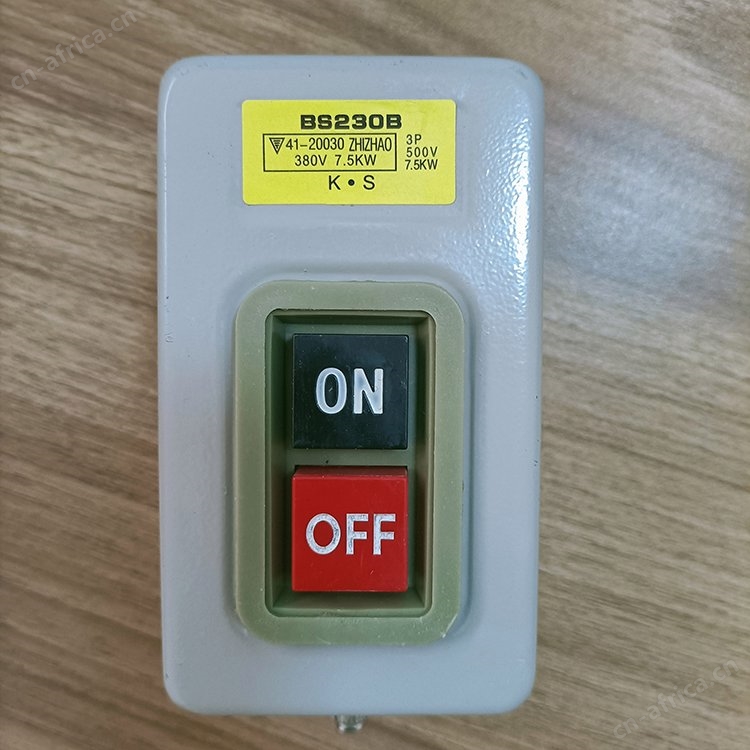 BS230B
41-20030 ZHIZHAO
380V 7.5KW
3P
500V
7.5KW
K·S
ON
OFF
cn-africa.cn
cn-africa.cn